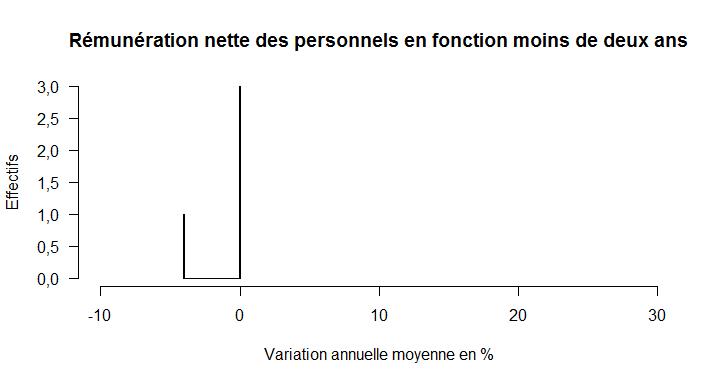 Rémunération nette des personnels en fonction moins de deux ans
Effectifs
3,0
2,5
2,0
1,5
1,0
0,5
0,0
-10 0 10 20 30
Variation annuelle moyenne en %